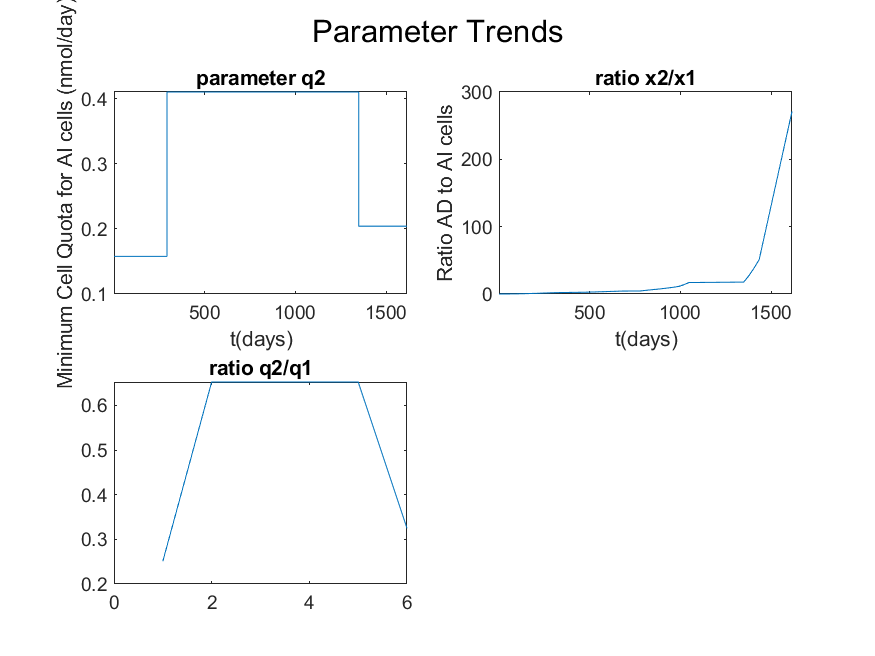 Parameter Trends
parameter q2
Minimum Cell Quota for AI cells (nmol/day)
0.4
0.3
0.2
0.1
500 1000 1500
t(days)
ratio x2/x1
Ratio AD to AI cells
300
200
100
0
500 1000 1500
t(days)
ratio q2/q1
0.6
0.5
0.4
0.3
0.2
0 2 4 6